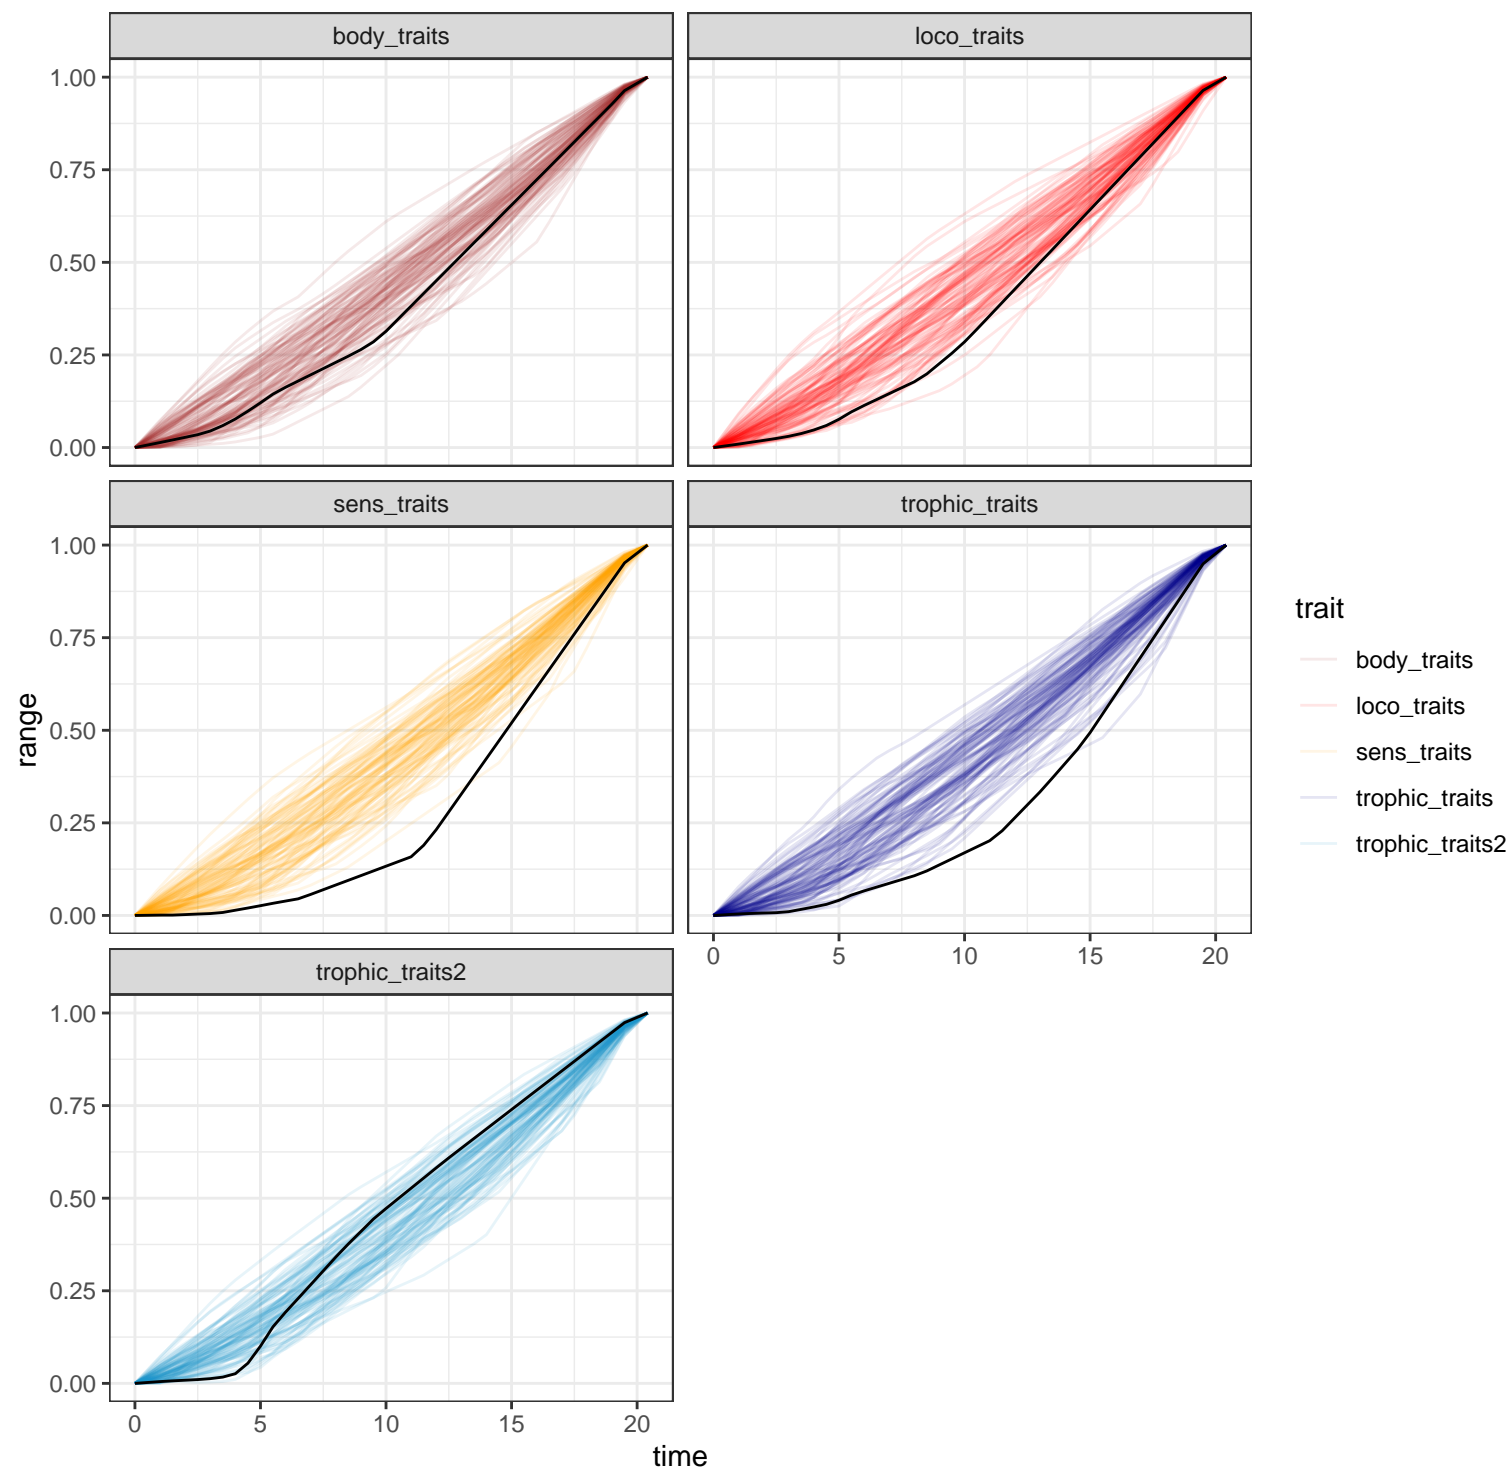 body_traits
loco_traits
1.00
0.75
0.50
0.25
0.00
sens_traits
trophic_traits
1.00
0.75
0.50
0.25
0.00
0 5 10 15 20
trophic_traits2
1.00
0.75
0.50
0.25
0.00
0 5 10 15 20
time
range
trait
body_traits
loco_traits
sens_traits
trophic_traits
trophic_traits2